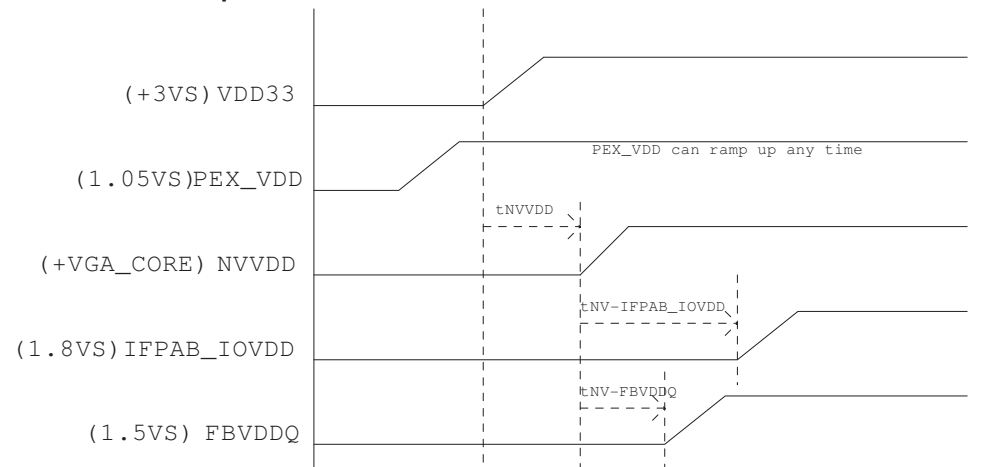 (+3VS) VDD33
PEX_VDD can ramp up any time
(1.05VS)PEX_VDD
tNVVDD
(+VGA_CORE) NVVDD
tNV-IFPAB_IOVDD
(1.8VS) IFPAB_IOVDD
tNV-FBVDDQ
(1.5VS) FBVDDQ